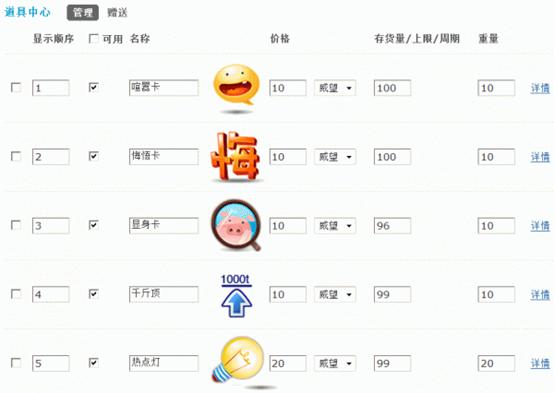 道具中心 管理 赠送
显示顺序 可用 名称 价格 存货量/上限/周期 重量
1 喧嚣卡 10 威望 100 10 详情
2 悔悟卡 悔 10 威望 100 10 详情
3 显身卡 10 威望 96 10 详情
4 千斤顶 1000t 10 威望 99 10 详情
5 热点灯 20 威望 99 20 详情